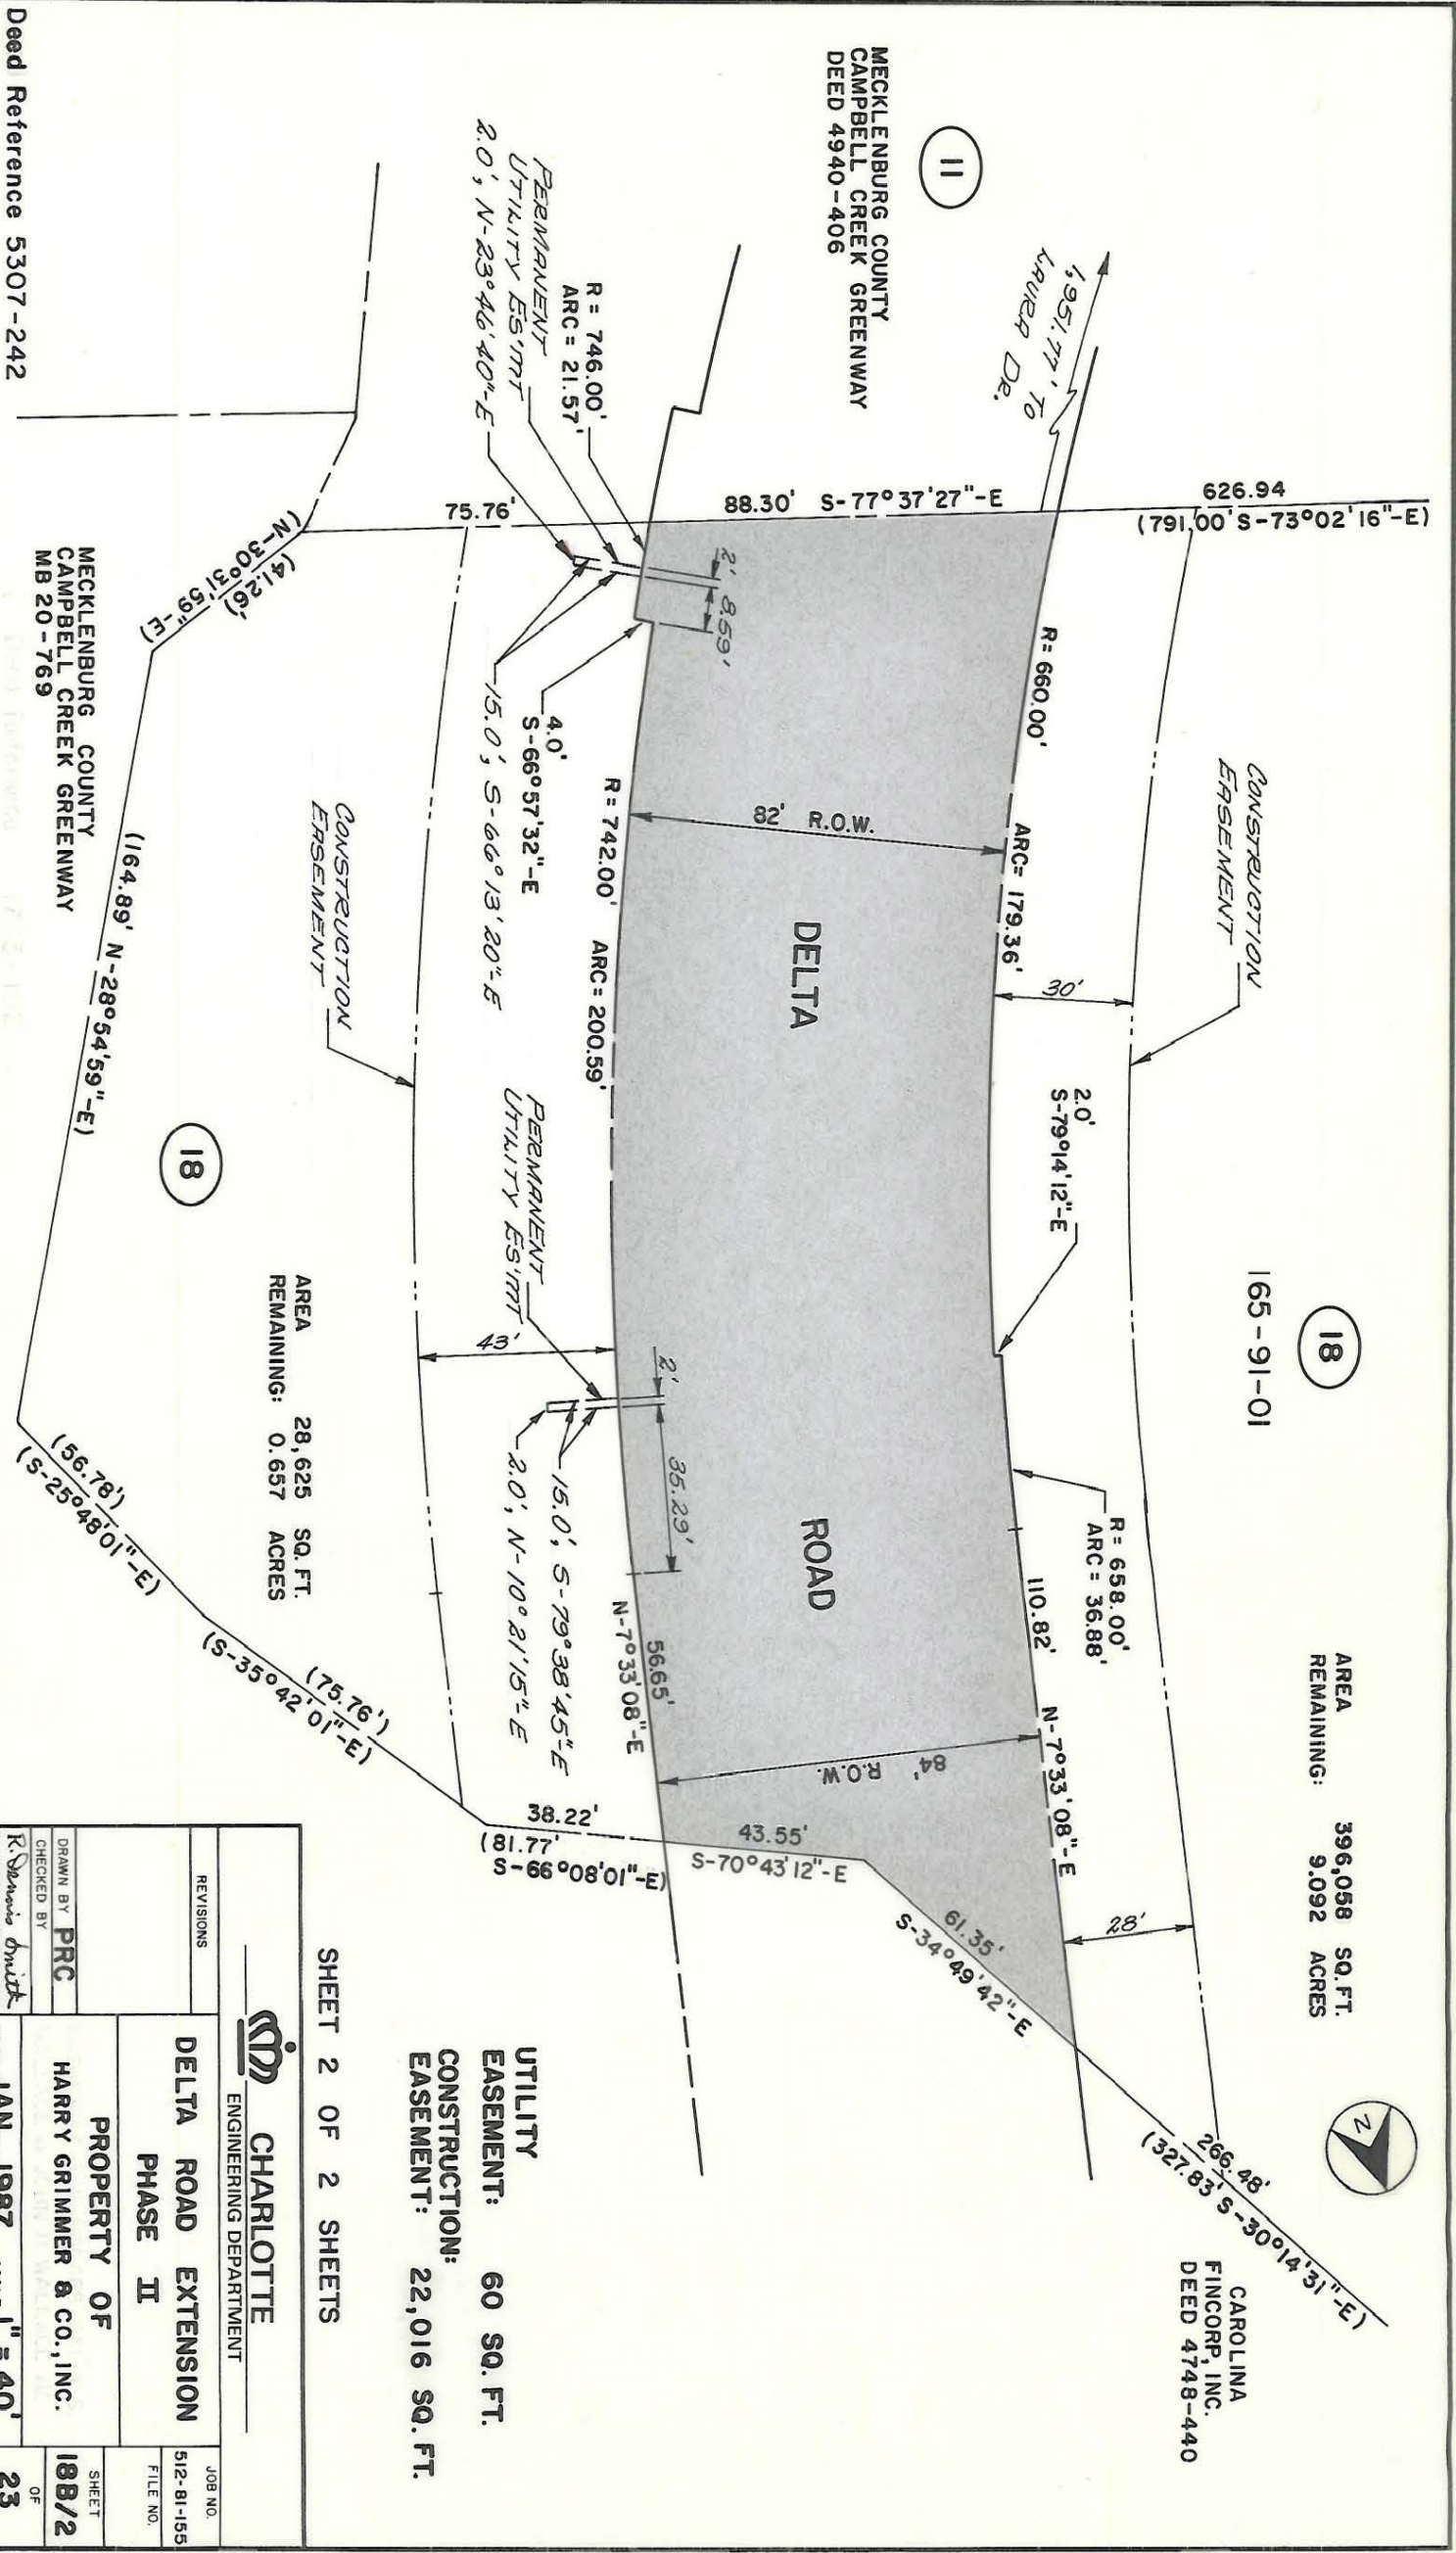 18
165-91-01
AREA 396,058 SQ. FT.
REMAINING: 9.092 ACRES
N
CAROLINA
FINCORP, INC.
DEED 4748-440
626.94
(791.00' S-73°02'16"-E)
CONSTRUCTION
EASEMENT
30'
28'
266.48'
(327.83' S-30°14'31"-E)
1,951.77' TO
LAURA DR.
11
MECKLENBURG COUNTY
CAMPBELL CREEK GREENWAY
DEED 4940-406
R= 660.00'
ARC= 179.36'
2.0'
S-79°14'12"-E
R= 658.00'
ARC= 36.88'
110.82'
N-7°33'08"-E
88.30' S-77°37'27"-E
82' R.O.W.
DELTA ROAD
84' R.O.W.
61.35'
S-34°49'42"-E
43.55'
S-70°43'12"-E
2' 8.59'
2' 35.29'
56.65'
N-7°33'08"-E
R= 746.00'
ARC= 21.57'
PERMANENT
UTILITY ES'MT
2.0', N-23°46'40"-E
4.0'
S-66°57'32"-E
15.0', S-66°13'20"-E
R= 742.00' ARC= 200.59'
PERMANENT
UTILITY ES'MT
15.0', S-79°38'45"-E
2.0', N-10°21'15"-E
75.76'
38.22'
(81.77'
S-66°08'01"-E)
CONSTRUCTION
EASEMENT
43'
(N-30°31'59"-E)
(41.26')
(164.89' N-28°54'59"-E)
(56.78')
(S-25°48'01"-E)
(75.76')
(S-35°42'01"-E)
18
AREA 28,625 SQ. FT.
REMAINING: 0.657 ACRES
MECKLENBURG COUNTY
CAMPBELL CREEK GREENWAY
MB 20-769
Deed Reference 5307-242
UTILITY
EASEMENT: 60 SQ. FT.
CONSTRUCTION:
EASEMENT: 22,016 SQ. FT.
SHEET 2 OF 2 SHEETS
CHARLOTTE
ENGINEERING DEPARTMENT
REVISIONS
DELTA ROAD EXTENSION
PHASE II
PROPERTY OF
HARRY GRIMMER & CO., INC.
JOB NO.
512-81-155
FILE NO.
SHEET
18B/2
OF
23
DRAWN BY PRC
CHECKED BY
R. Dennis Smith
JAN 1987 1" = 40'